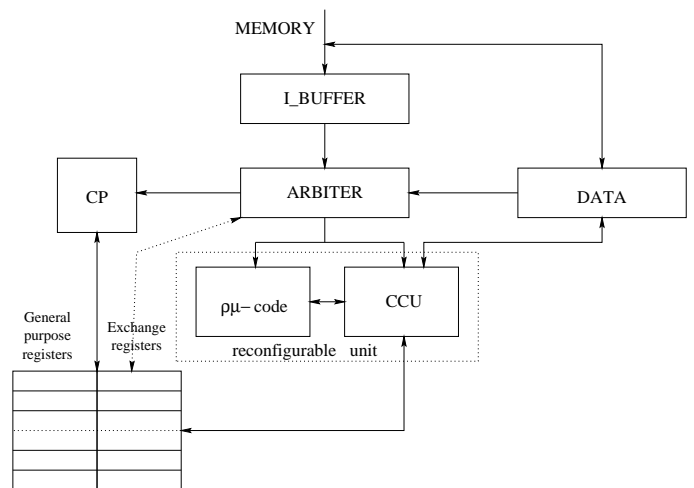 MEMORY
I_BUFFER
ARBITER
CP
DATA
ρμ− code
CCU
reconfigurable unit
General
purpose
registers
Exchange
registers